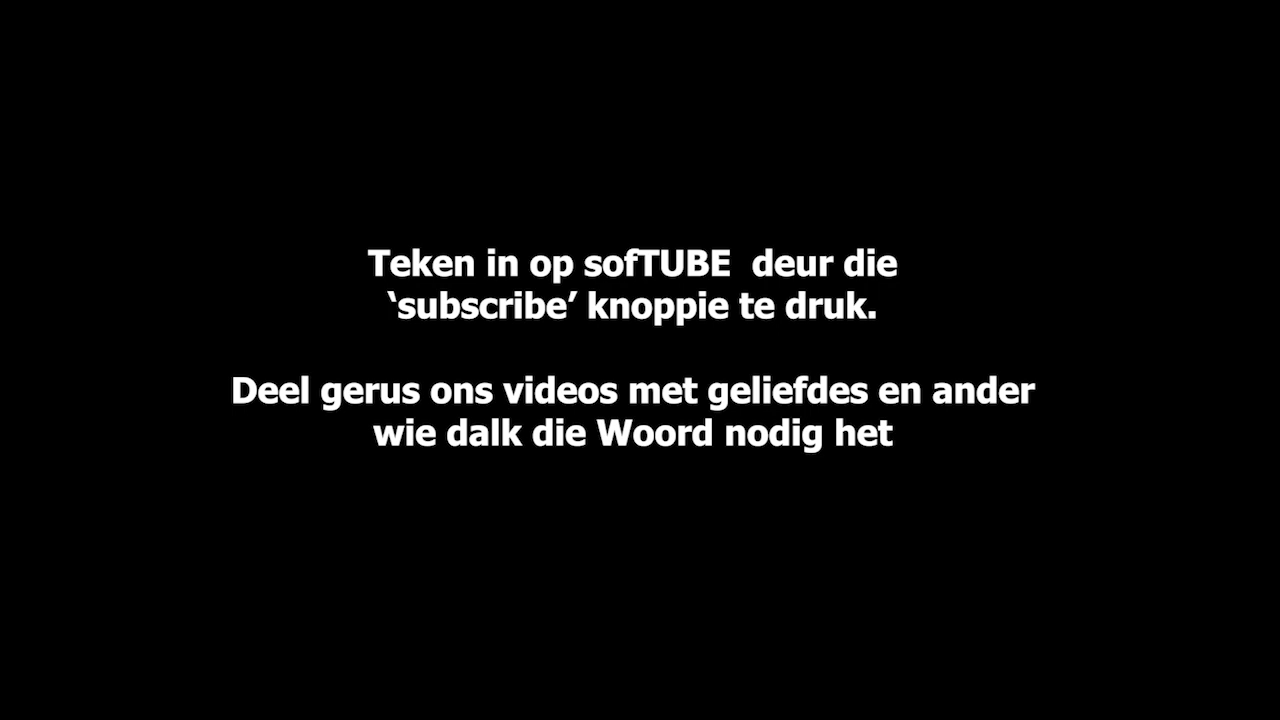 Teken in op sofTUBE  deur die
‘subscribe’ knoppie te druk.
Deel gerus ons videos met geliefdes en ander
wie dalk die Woord nodig het